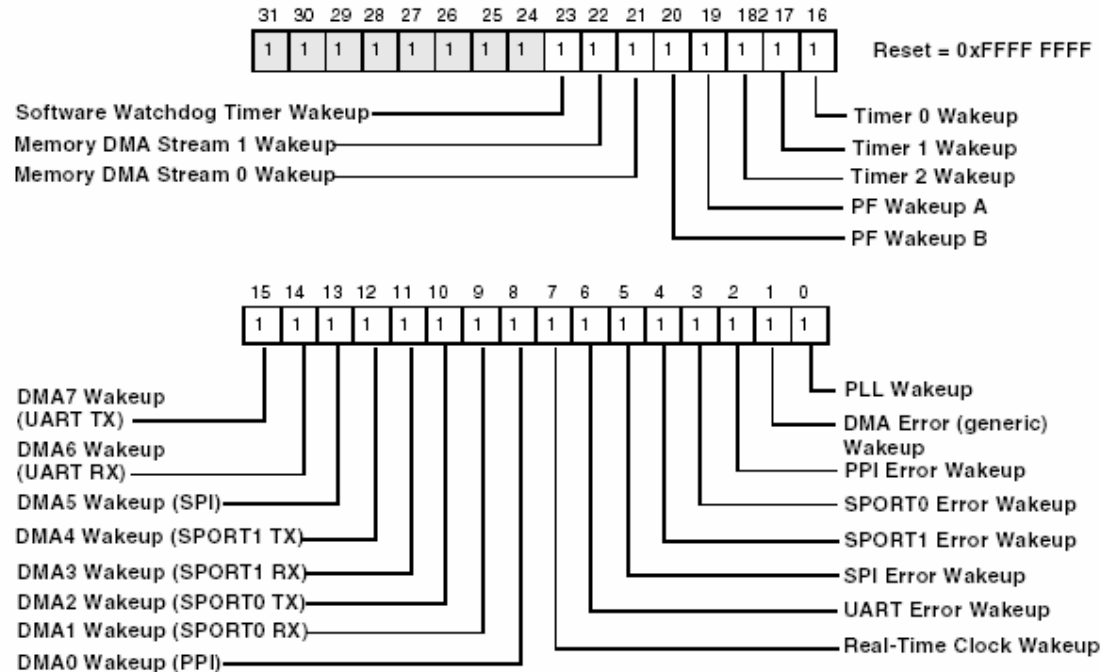 31 30 29 28 27 26 25 24 23 22 21 20 19 182 17 16
1 1 1 1 1 1 1 1 1 1 1 1 1 1 1 1
Reset = 0xFFFF FFFF
Software Watchdog Timer Wakeup
Memory DMA Stream 1 Wakeup
Memory DMA Stream 0 Wakeup
Timer 0 Wakeup
Timer 1 Wakeup
Timer 2 Wakeup
PF Wakeup A
PF Wakeup B
15 14 13 12 11 10 9 8 7 6 5 4 3 2 1 0
1 1 1 1 1 1 1 1 1 1 1 1 1 1 1 1
DMA7 Wakeup
(UART TX)
DMA6 Wakeup
(UART RX)
DMA5 Wakeup (SPI)
DMA4 Wakeup (SPORT1 TX)
DMA3 Wakeup (SPORT1 RX)
DMA2 Wakeup (SPORT0 TX)
DMA1 Wakeup (SPORT0 RX)
DMA0 Wakeup (PPI)
PLL Wakeup
DMA Error (generic)
Wakeup
PPI Error Wakeup
SPORT0 Error Wakeup
SPORT1 Error Wakeup
SPI Error Wakeup
UART Error Wakeup
Real-Time Clock Wakeup